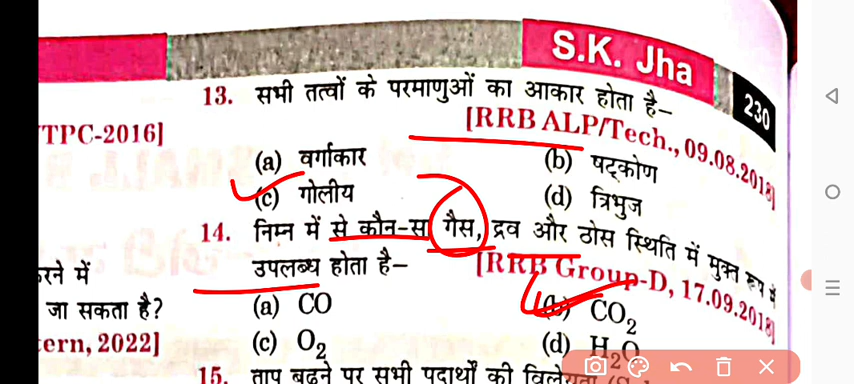 S.K. Jha
230
TPC-2016]
रने में
जा सकता है?
ern, 2022]
13. सभी तत्वों के परमाणुओं का आकार होता है–
[RRB ALP/Tech., 09.08.2018]
(a) वर्गाकार (b) षट्कोण
(c) गोलीय (d) त्रिभुज
14. निम्न में से कौन-सा गैस, द्रव और ठोस स्थिति में मुक्त रूप में
उपलब्ध होता है– [RRB Group-D, 17.09.2018]
(a) CO (b) CO₂
(c) O₂ (d) H₂O
15. ताप बढ़ने पर सभी पदार्थों की विलेयता